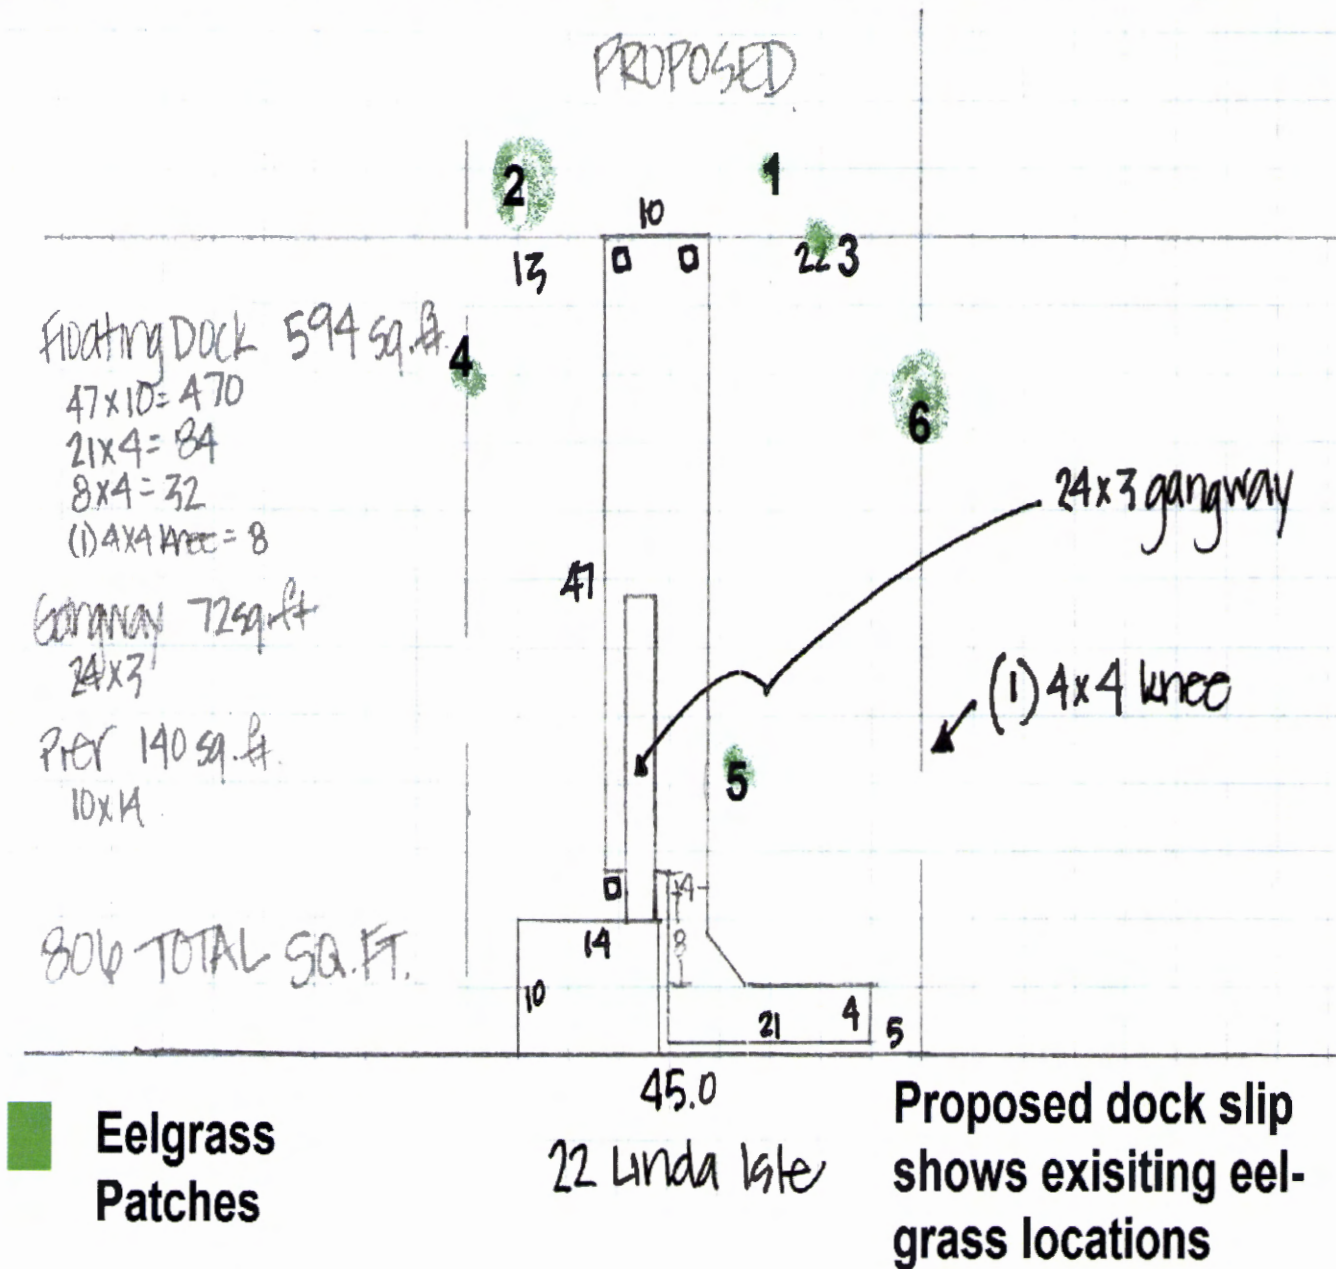 PROPOSED
2
1
10
13
22 3
Floating Dock 594 sq.ft.
47x10=470
21x4=84
8x4=32
(1) 4x4 knee = 8
4
6
24x3 gangway
47
Gangway 72 sq.ft
24x3
(1) 4x4 knee
Pier 140 sq.ft.
10x14
5
4
14
8
806 TOTAL SQ.FT.
10
21
4
5
45.0
22 Linda Isle
Eelgrass
Patches
Proposed dock slip
shows exisiting eel-
grass locations